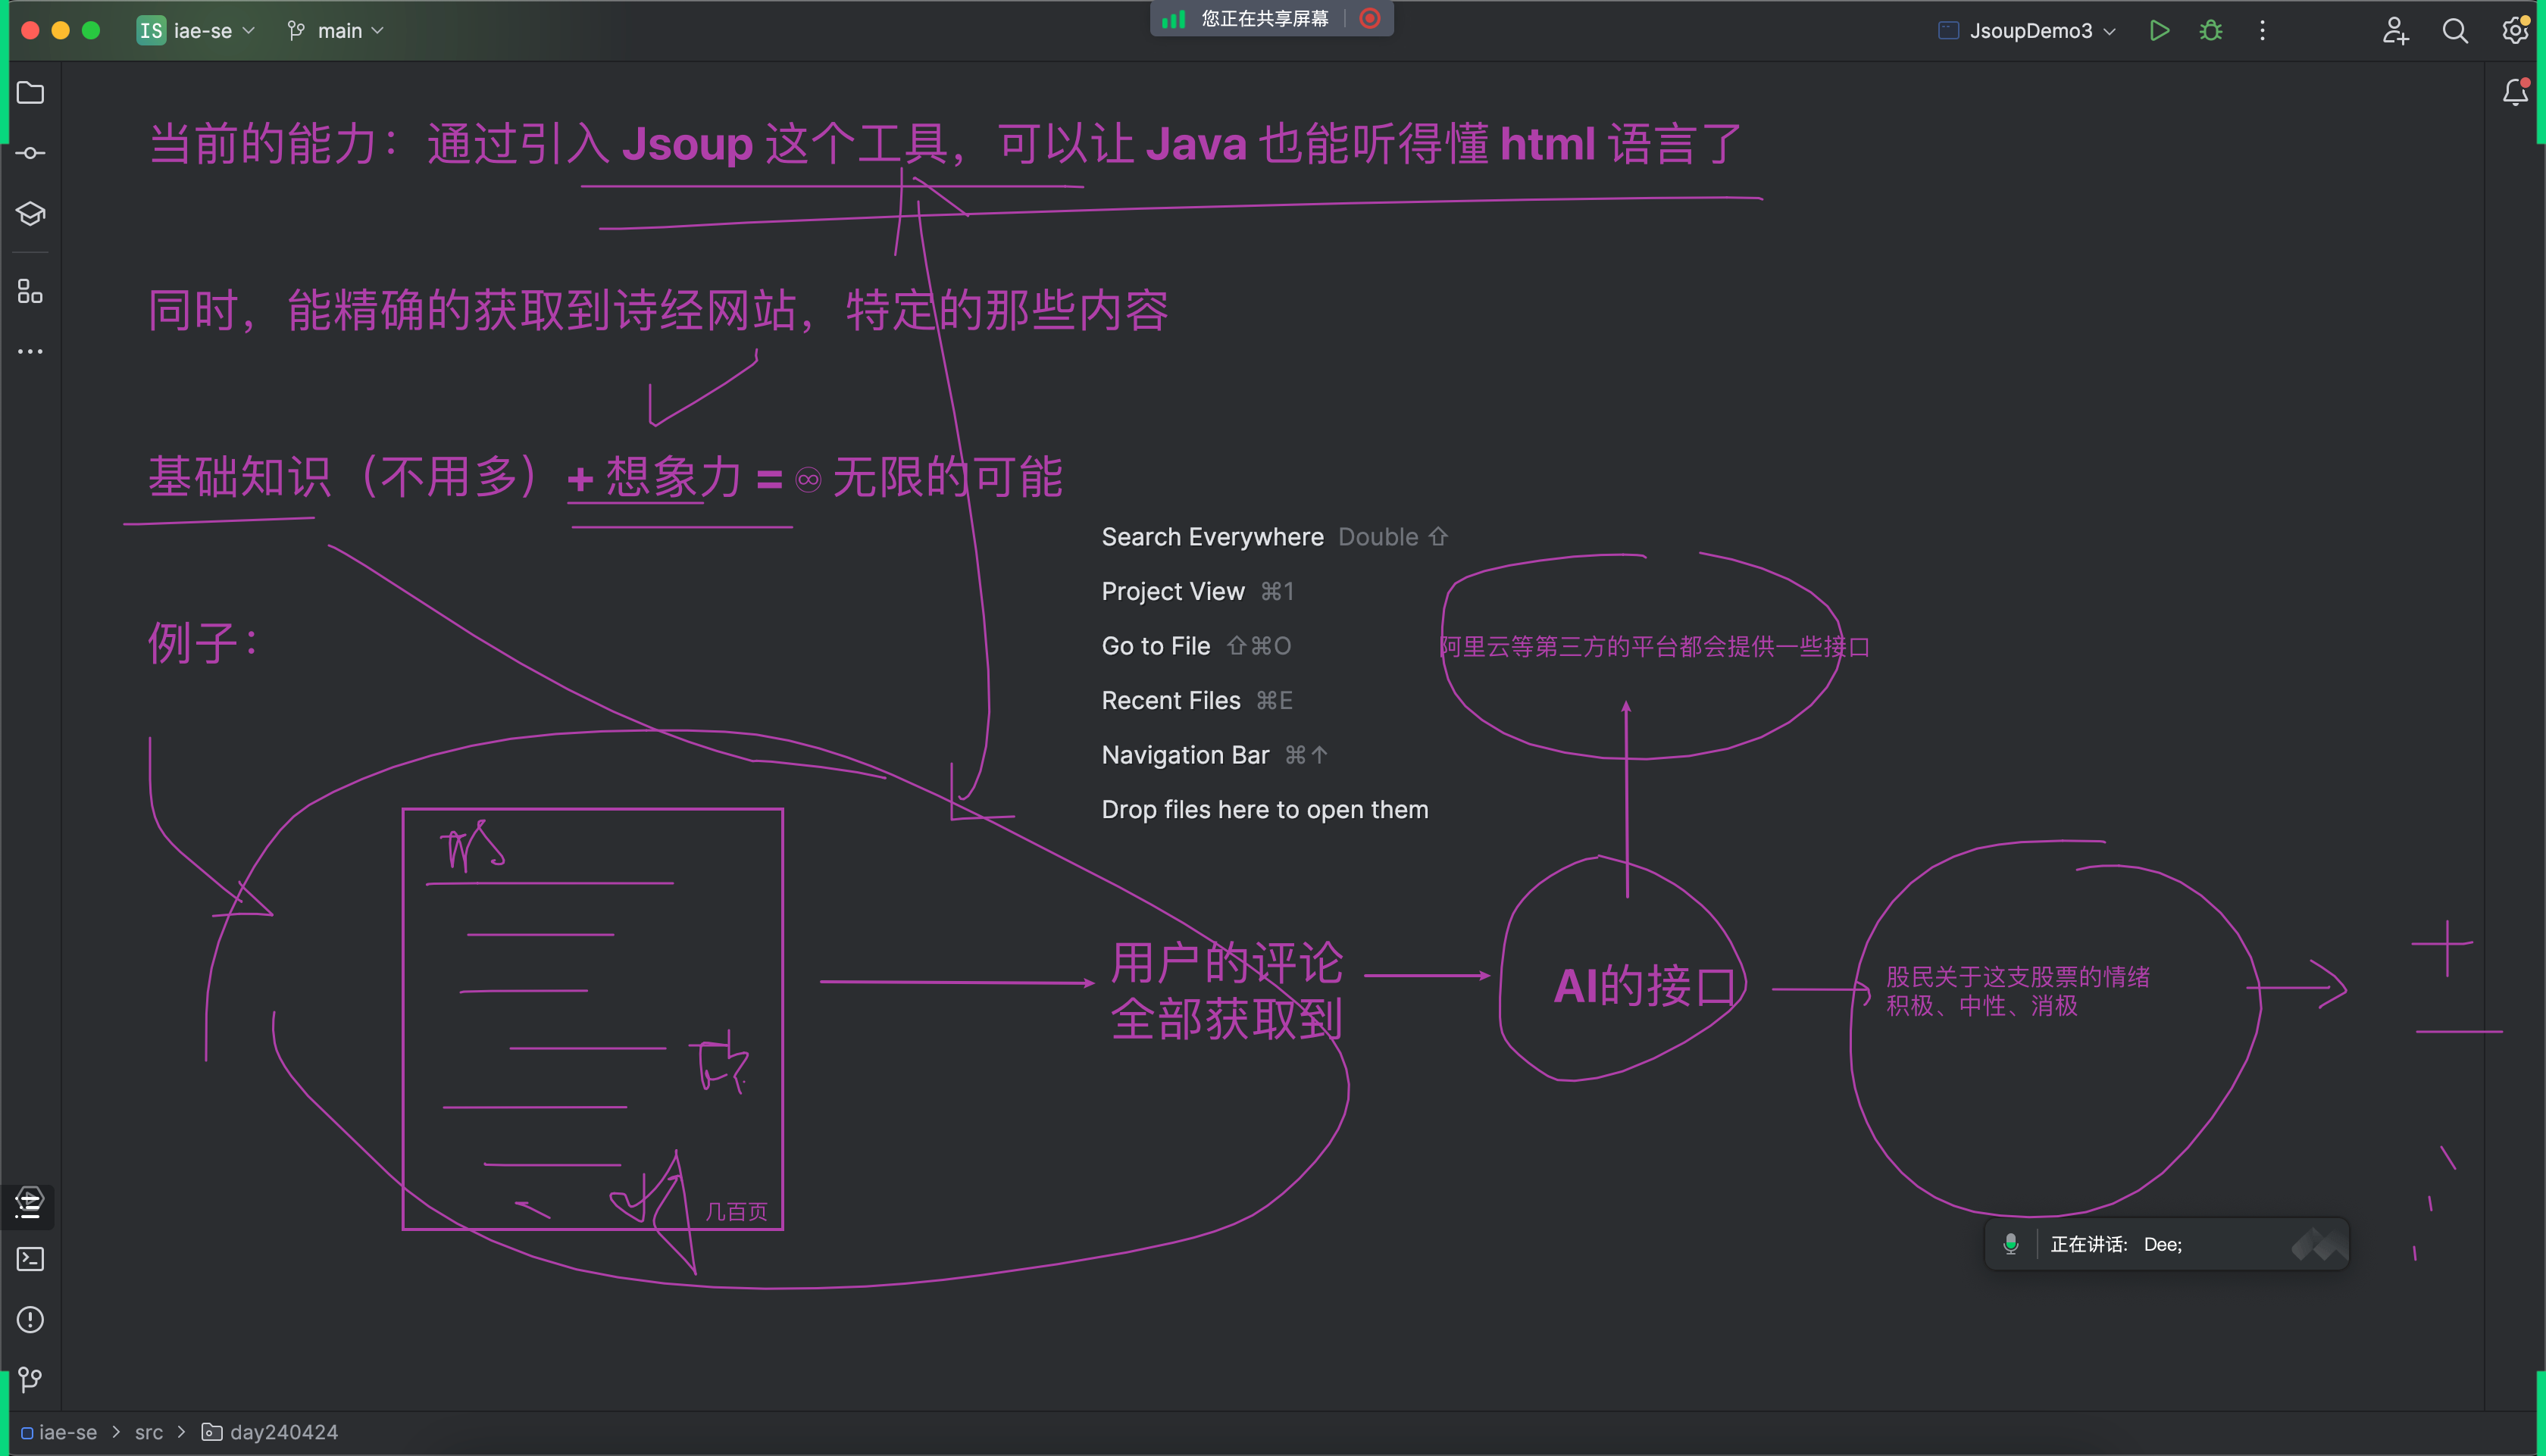 IS iae-se
main
您正在共享屏幕
JsoupDemo3
当前的能力：通过引入 Jsoup 这个工具，可以让 Java 也能听得懂 html 语言了
同时，能精确的获取到诗经网站，特定的那些内容
基础知识（不用多）+ 想象力 = ♾ 无限的可能
例子：
Search Everywhere Double ⇧
Project View ⌘1
Go to File ⇧⌘O
Recent Files ⌘E
Navigation Bar ⌘↑
Drop files here to open them
阿里云等第三方的平台都会提供一些接口
用户的评论
全部获取到
AI的接口
股民关于这支股票的情绪
积极、中性、消极
几百页
正在讲话: Dee;
iae-se > src > day240424